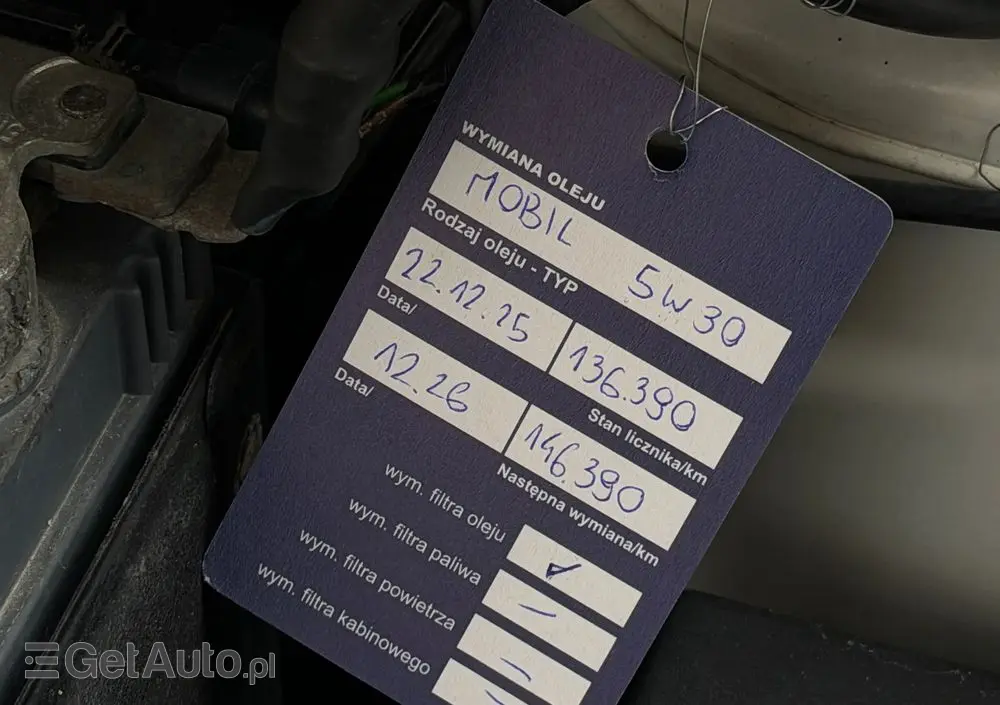 WYMIANA OLEJU
MOBIL 5W30
Rodzaj oleju - TYP
22.12.25 136.390
Data/ Stan licznika/km
12.26 146.390
Data/ Następna wymiana/km
wym. filtra oleju ✓
wym. filtra paliwa –
wym. filtra powietrza –
wym. filtra kabinowego –
GetAuto.pl